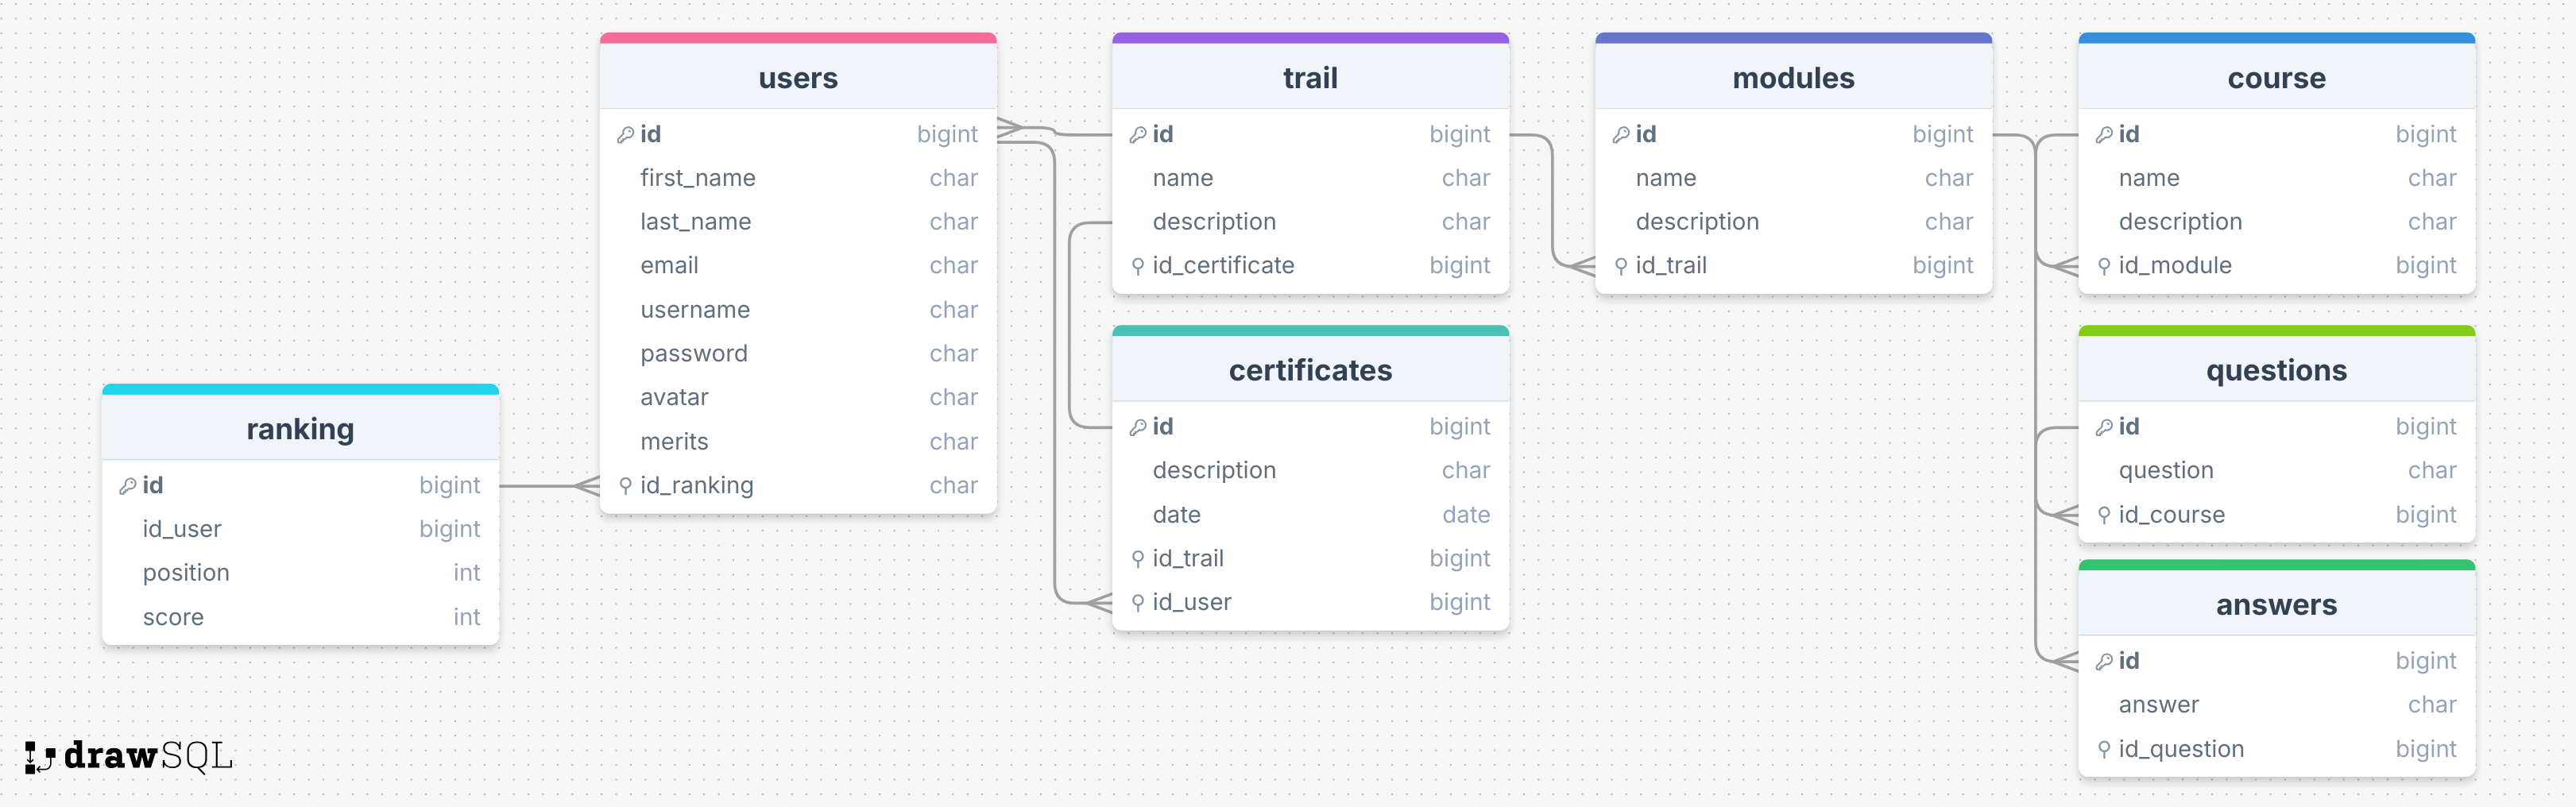 users
id bigint
first_name char
last_name char
email char
username char
password char
avatar char
merits char
id_ranking char
trail
id bigint
name char
description char
id_certificate bigint
modules
id bigint
name char
description char
id_trail bigint
course
id bigint
name char
description char
id_module bigint
certificates
id bigint
description char
date date
id_trail bigint
id_user bigint
questions
id bigint
question char
id_course bigint
ranking
id bigint
id_user bigint
position int
score int
answers
id bigint
answer char
id_question bigint
drawSQL